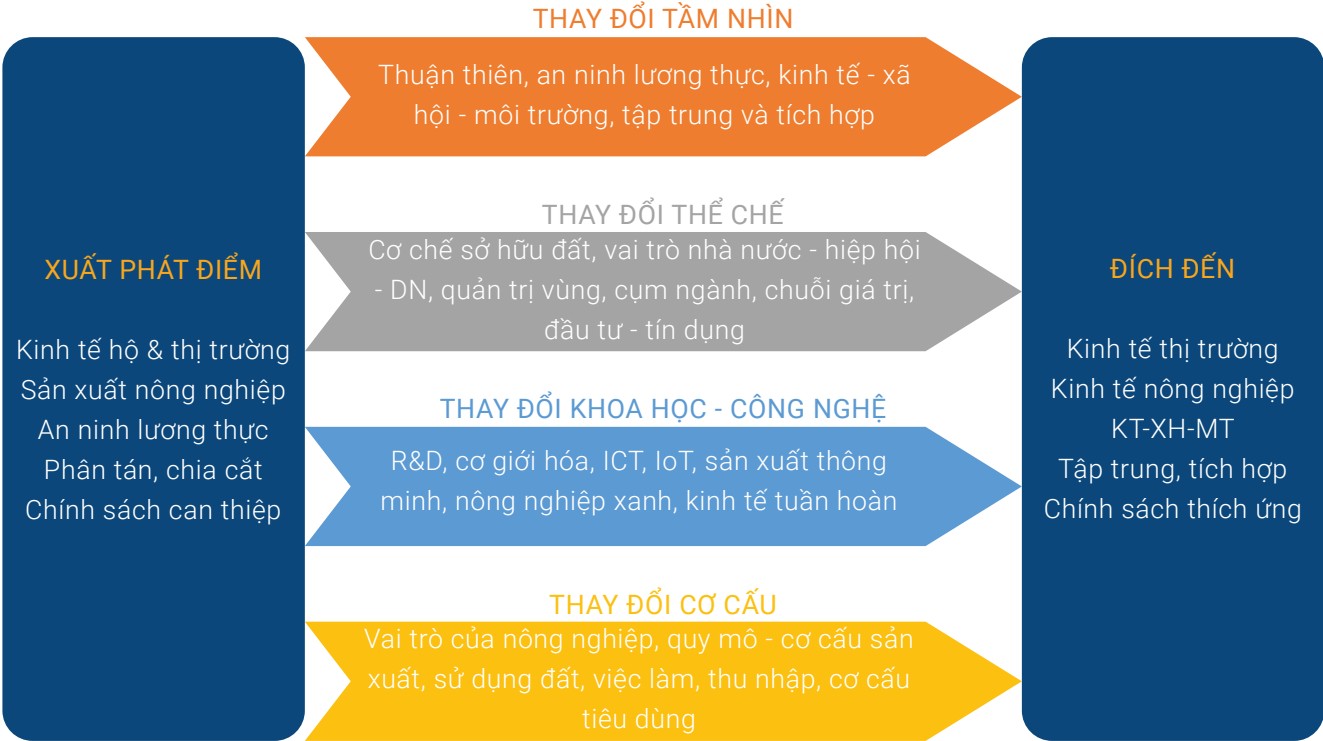 THAY ĐỔI TẦM NHÌN
Thuận thiên, an ninh lương thực, kinh tế - xã
hội - môi trường, tập trung và tích hợp
THAY ĐỔI THỂ CHẾ
Cơ chế sở hữu đất, vai trò nhà nước - hiệp hội
- DN, quản trị vùng, cụm ngành, chuỗi giá trị,
đầu tư - tín dụng
XUẤT PHÁT ĐIỂM
Kinh tế hộ & thị trường
Sản xuất nông nghiệp
An ninh lương thực
Phân tán, chia cắt
Chính sách can thiệp
THAY ĐỔI KHOA HỌC - CÔNG NGHỆ
R&D, cơ giới hóa, ICT, IoT, sản xuất thông
minh, nông nghiệp xanh, kinh tế tuần hoàn
THAY ĐỔI CƠ CẤU
Vai trò của nông nghiệp, quy mô - cơ cấu sản
xuất, sử dụng đất, việc làm, thu nhập, cơ cấu
tiêu dùng
ĐÍCH ĐẾN
Kinh tế thị trường
Kinh tế nông nghiệp
KT-XH-MT
Tập trung, tích hợp
Chính sách thích ứng